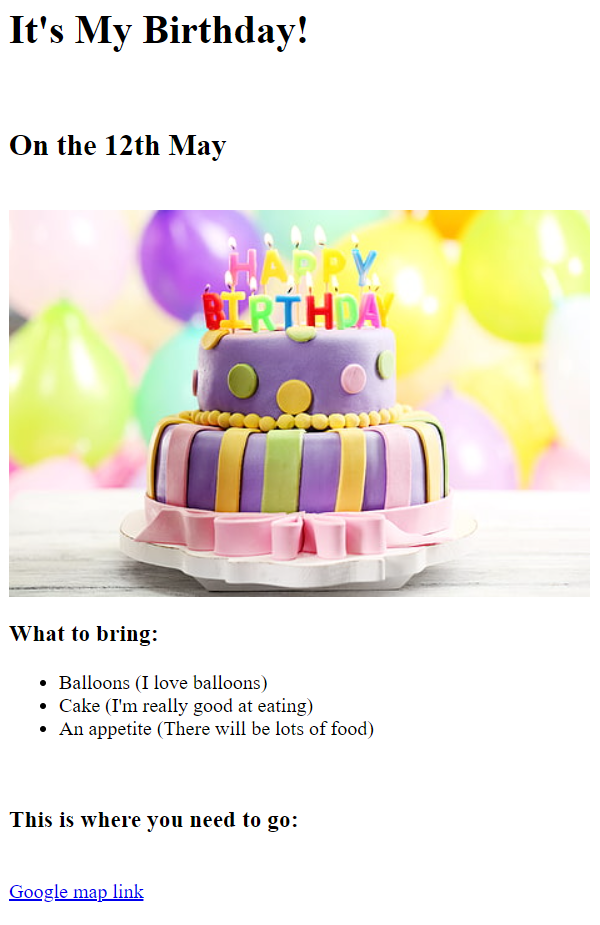 It's My Birthday!
On the 12th May
HAPPY
BIRTHDAY
What to bring:
Balloons (I love balloons)
Cake (I'm really good at eating)
An appetite (There will be lots of food)
This is where you need to go:
Google map link